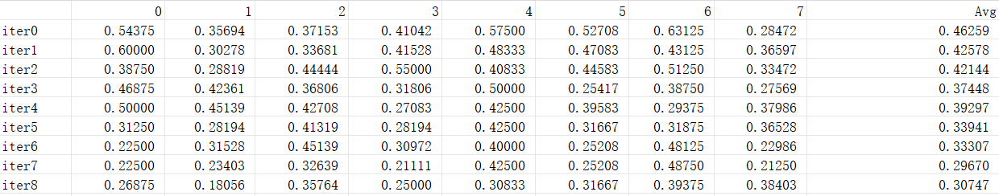 0 1 2 3 4 5 6 7 Avg
iter0 0.54375 0.35694 0.37153 0.41042 0.57500 0.52708 0.63125 0.28472 0.46259
iter1 0.60000 0.30278 0.33681 0.41528 0.48333 0.47083 0.43125 0.36597 0.42578
iter2 0.38750 0.28819 0.44444 0.55000 0.40833 0.44583 0.51250 0.33472 0.42144
iter3 0.46875 0.42361 0.36806 0.31806 0.50000 0.25417 0.38750 0.27569 0.37448
iter4 0.50000 0.45139 0.42708 0.27083 0.42500 0.39583 0.29375 0.37986 0.39297
iter5 0.31250 0.28194 0.41319 0.28194 0.42500 0.31667 0.31875 0.36528 0.33941
iter6 0.22500 0.31528 0.45139 0.30972 0.40000 0.25208 0.48125 0.22986 0.33307
iter7 0.22500 0.23403 0.32639 0.21111 0.42500 0.25208 0.48750 0.21250 0.29670
iter8 0.26875 0.18056 0.35764 0.25000 0.30833 0.31667 0.39375 0.38403 0.30747